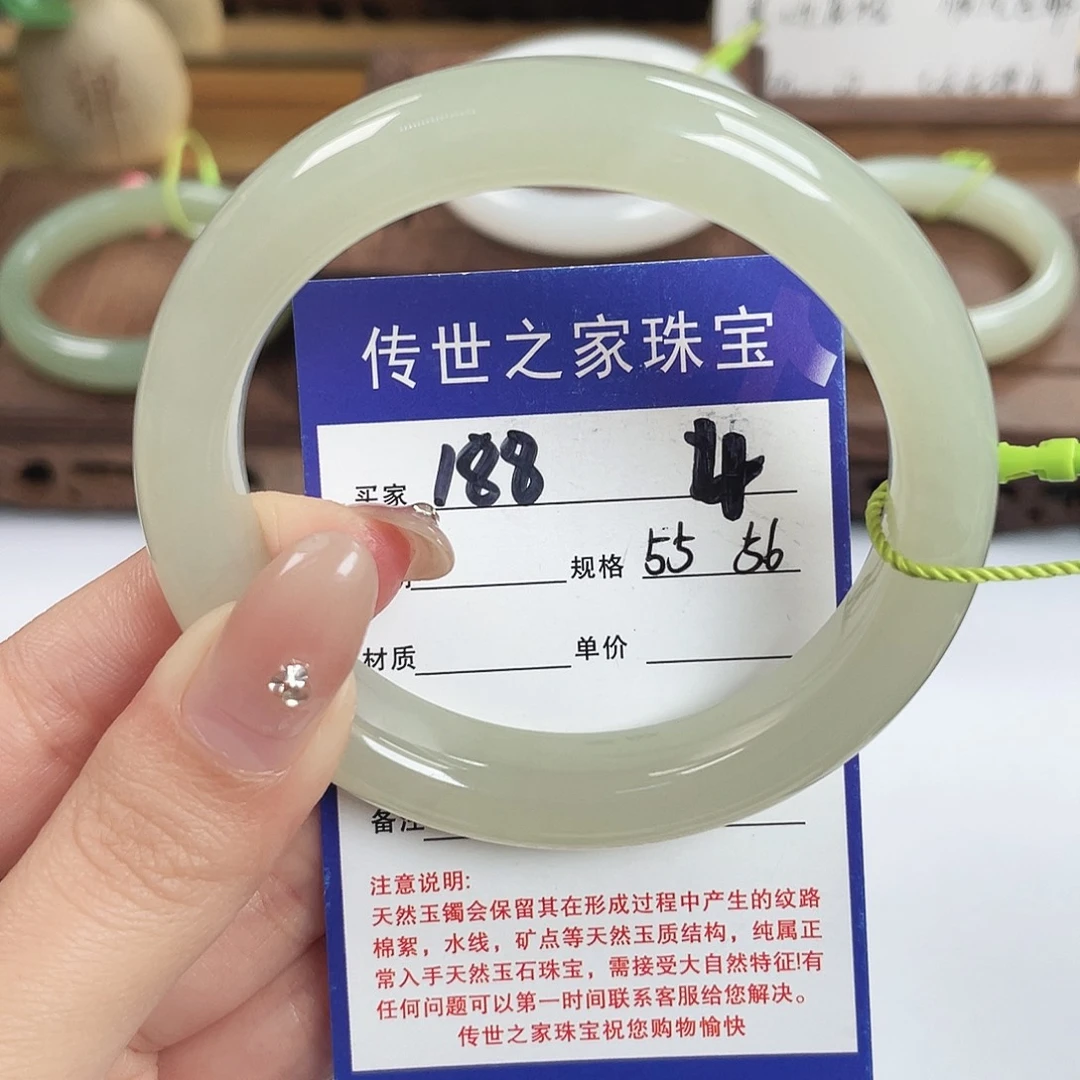 传世之家珠宝
买家 188 4
规格 55 56
材质 单价
备注
注意说明:
天然玉镯会保留其在形成过程中产生的纹路
棉絮，水线，矿点等天然玉质结构，纯属正
常入手天然玉石珠宝，需接受大自然特征!有
任何问题可以第一时间联系客服给您解决。
传世之家珠宝祝您购物愉快